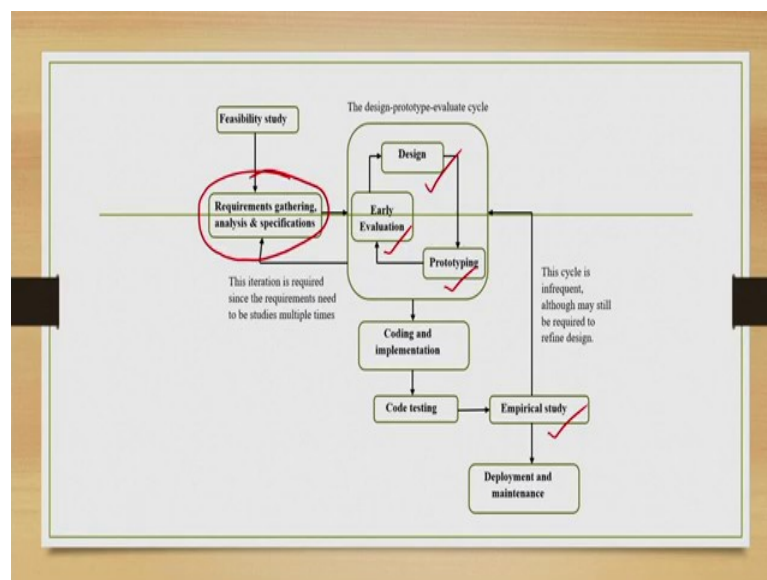 The design-prototype-evaluate cycle
Feasibility study
Design
Requirements gathering,
analysis & specifications
Early
Evaluation
Prototyping
This iteration is required
since the requirements need
to be studies multiple times
This cycle is
infrequent,
although may still
be required to
refine design.
Coding and
implementation
Code testing
Empirical study
Deployment and
maintenance